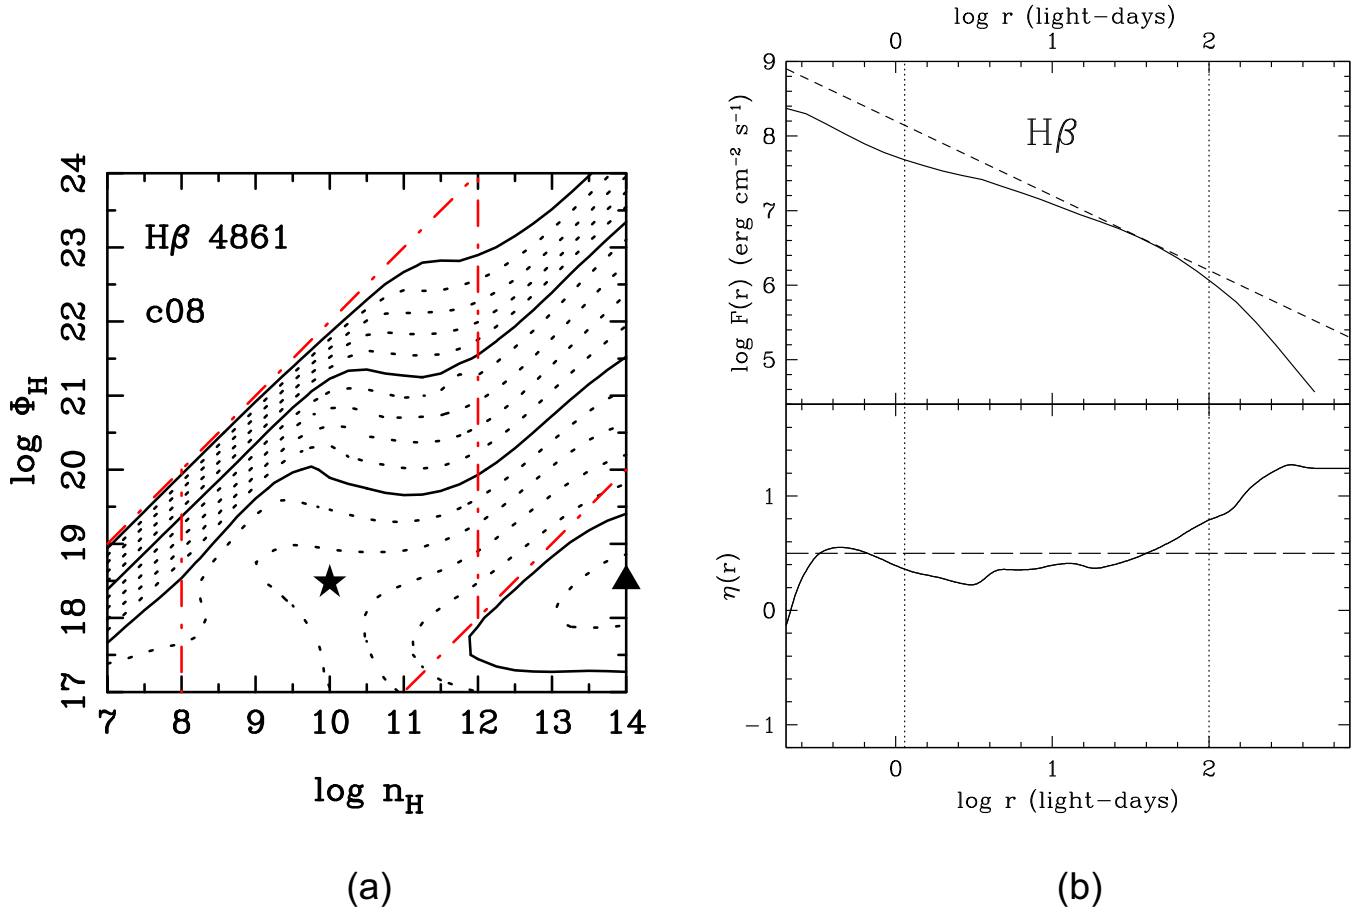 Hβ 4861
c08
log Φ_H
24
23
22
21
20
19
18
17
7 8 9 10 11 12 13 14
log n_H
(a)
log r (light−days)
0 1 2
Hβ
log F(r) (erg cm⁻² s⁻¹)
9
8
7
6
5
η(r)
1
0
−1
0 1 2
log r (light−days)
(b)